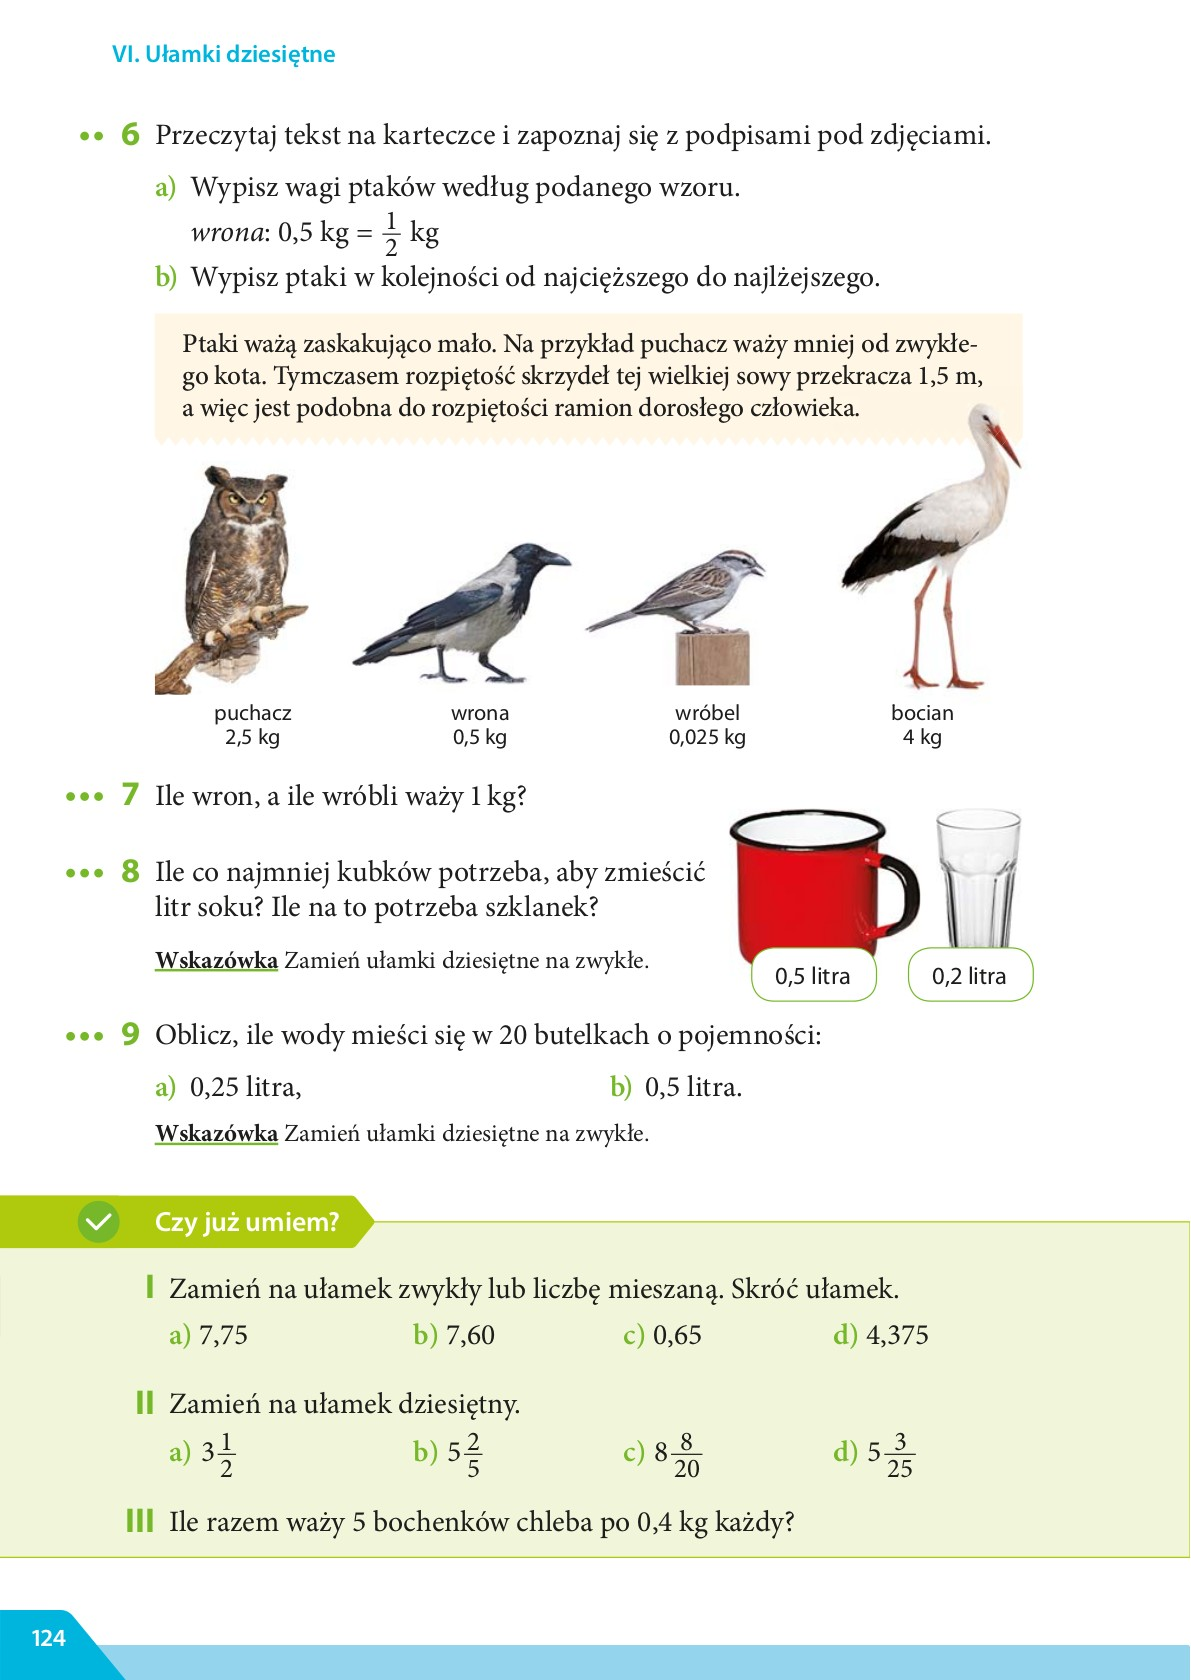 VI. Ułamki dziesiętne
6 Przeczytaj tekst na karteczce i zapoznaj się z podpisami pod zdjęciami.
a) Wypisz wagi ptaków według podanego wzoru.
wrona: 0,5 kg = 1/2 kg
b) Wypisz ptaki w kolejności od najcięższego do najlżejszego.
Ptaki ważą zaskakująco mało. Na przykład puchacz waży mniej od zwykłe-
go kota. Tymczasem rozpiętość skrzydeł tej wielkiej sowy przekracza 1,5 m,
a więc jest podobna do rozpiętości ramion dorosłego człowieka.
puchacz
2,5 kg
wrona
0,5 kg
wróbel
0,025 kg
bocian
4 kg
7 Ile wron, a ile wróbli waży 1 kg?
8 Ile co najmniej kubków potrzeba, aby zmieścić
litr soku? Ile na to potrzeba szklanek?
Wskazówka Zamień ułamki dziesiętne na zwykłe.
0,5 litra
0,2 litra
9 Oblicz, ile wody mieści się w 20 butelkach o pojemności:
a) 0,25 litra, b) 0,5 litra.
Wskazówka Zamień ułamki dziesiętne na zwykłe.
Czy już umiem?
I Zamień na ułamek zwykły lub liczbę mieszaną. Skróć ułamek.
a) 7,75 b) 7,60 c) 0,65 d) 4,375
II Zamień na ułamek dziesiętny.
a) 3 1/2 b) 5 2/5 c) 8 8/20 d) 5 3/25
III Ile razem waży 5 bochenków chleba po 0,4 kg każdy?
124